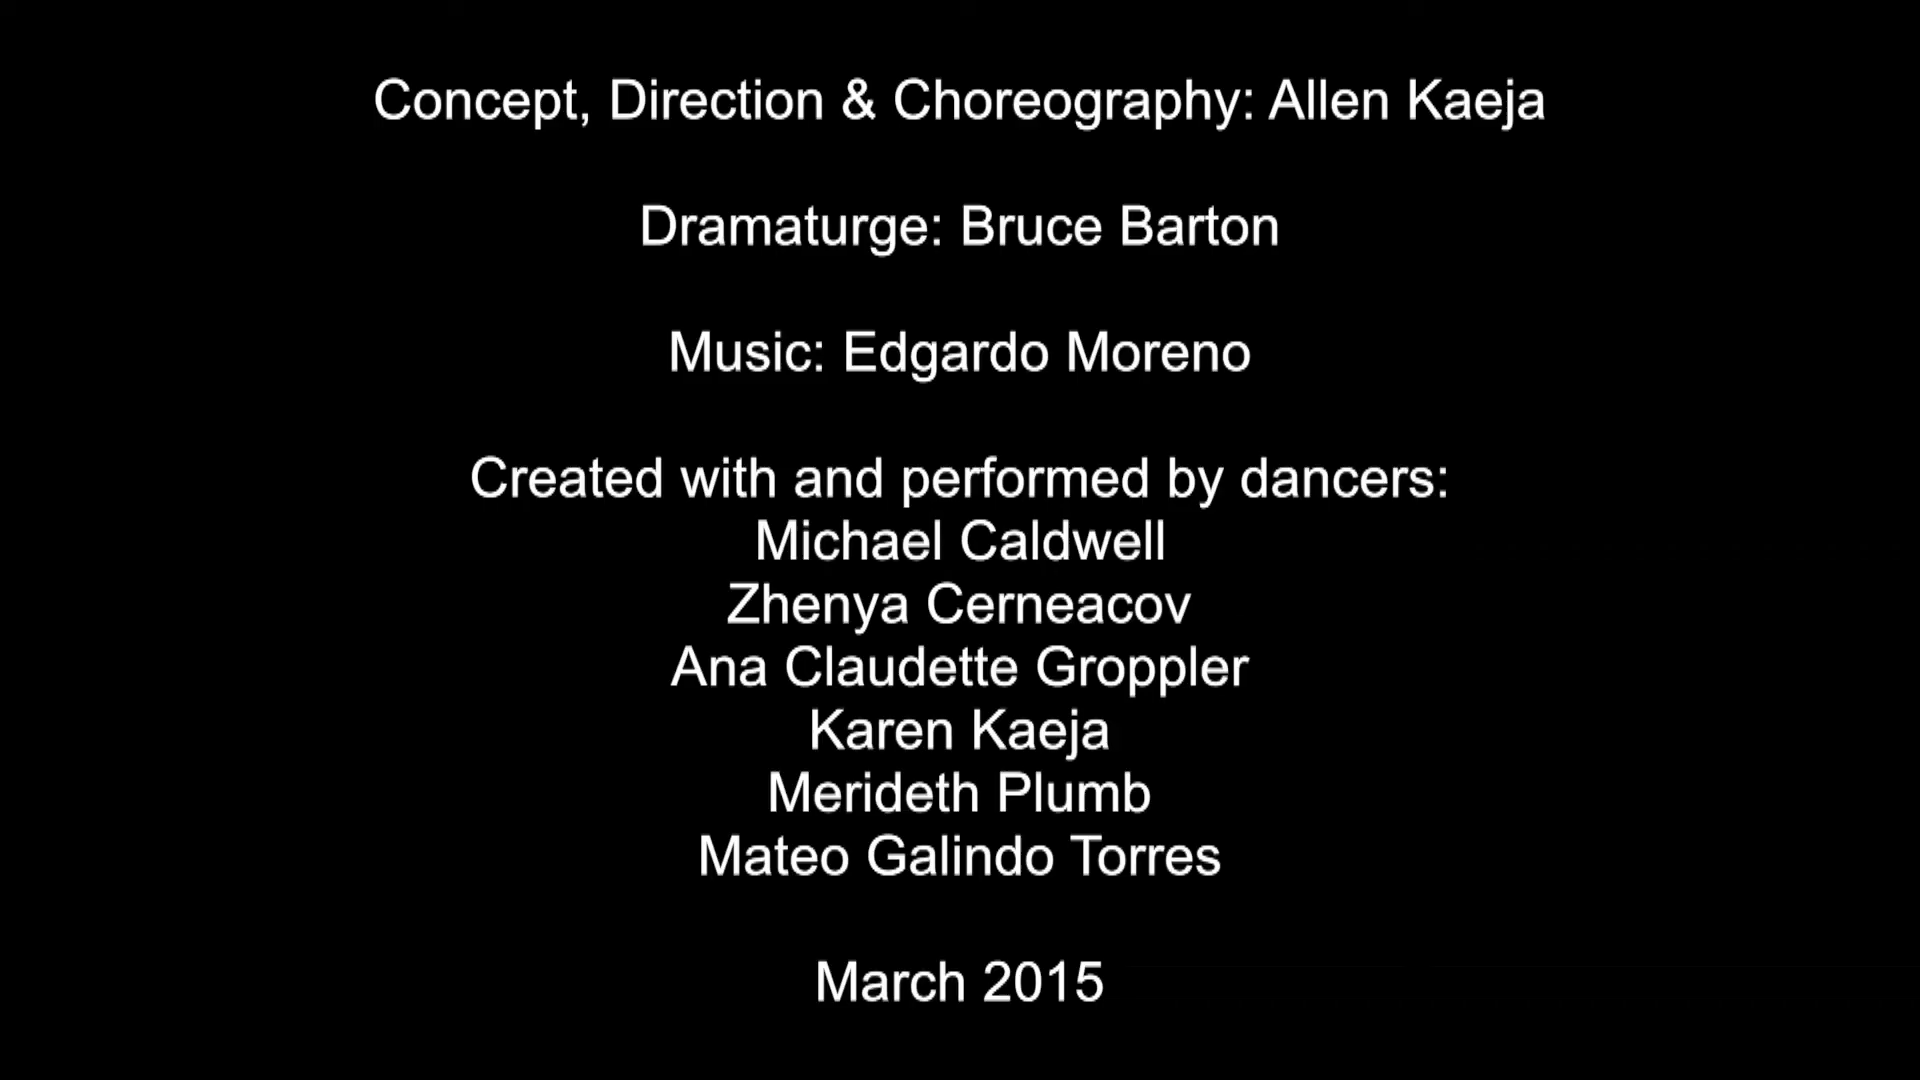 Concept, Direction & Choreography: Allen Kaeja
Dramaturge: Bruce Barton
Music: Edgardo Moreno
Created with and performed by dancers:
Michael Caldwell
Zhenya Cerneacov
Ana Claudette Groppler
Karen Kaeja
Merideth Plumb
Mateo Galindo Torres
March 2015